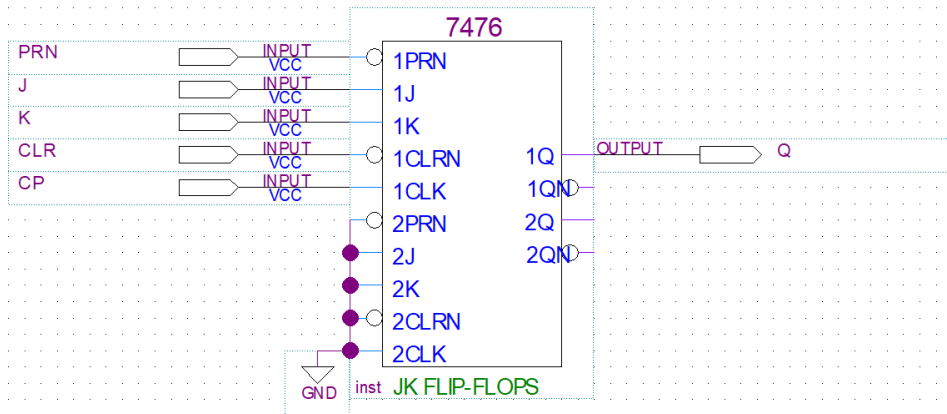 7476
PRN INPUT VCC 1PRN
J INPUT VCC 1J
K INPUT VCC 1K
CLR INPUT VCC 1CLRN 1Q OUTPUT Q
CP INPUT VCC 1CLK 1QN
2PRN 2Q
2J 2QN
2K
2CLRN
2CLK
GND inst JK FLIP-FLOPS